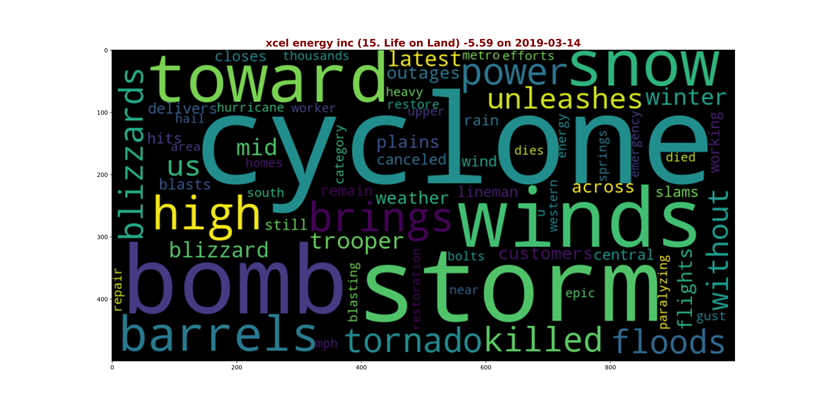 xcel energy inc (15. Life on Land) -5.59 on 2019-03-14
closes thousands latest metro efforts snow
toward outages power
blizzards heavy unleashes winter
delivers hurricane worker restore upper
hail cyclone rain
hits mid category plains wind dies energy springs emergency died working
area us homes canceled
blasts south remain weather lineman across slams
high still brings winds u western without
blizzard trooper customers central
bomb storm bolts flights
repair blasting restoration near epic paralyzing gust
barrels mph tornado killed floods
0
100
200
300
400
0 200 400 600 800